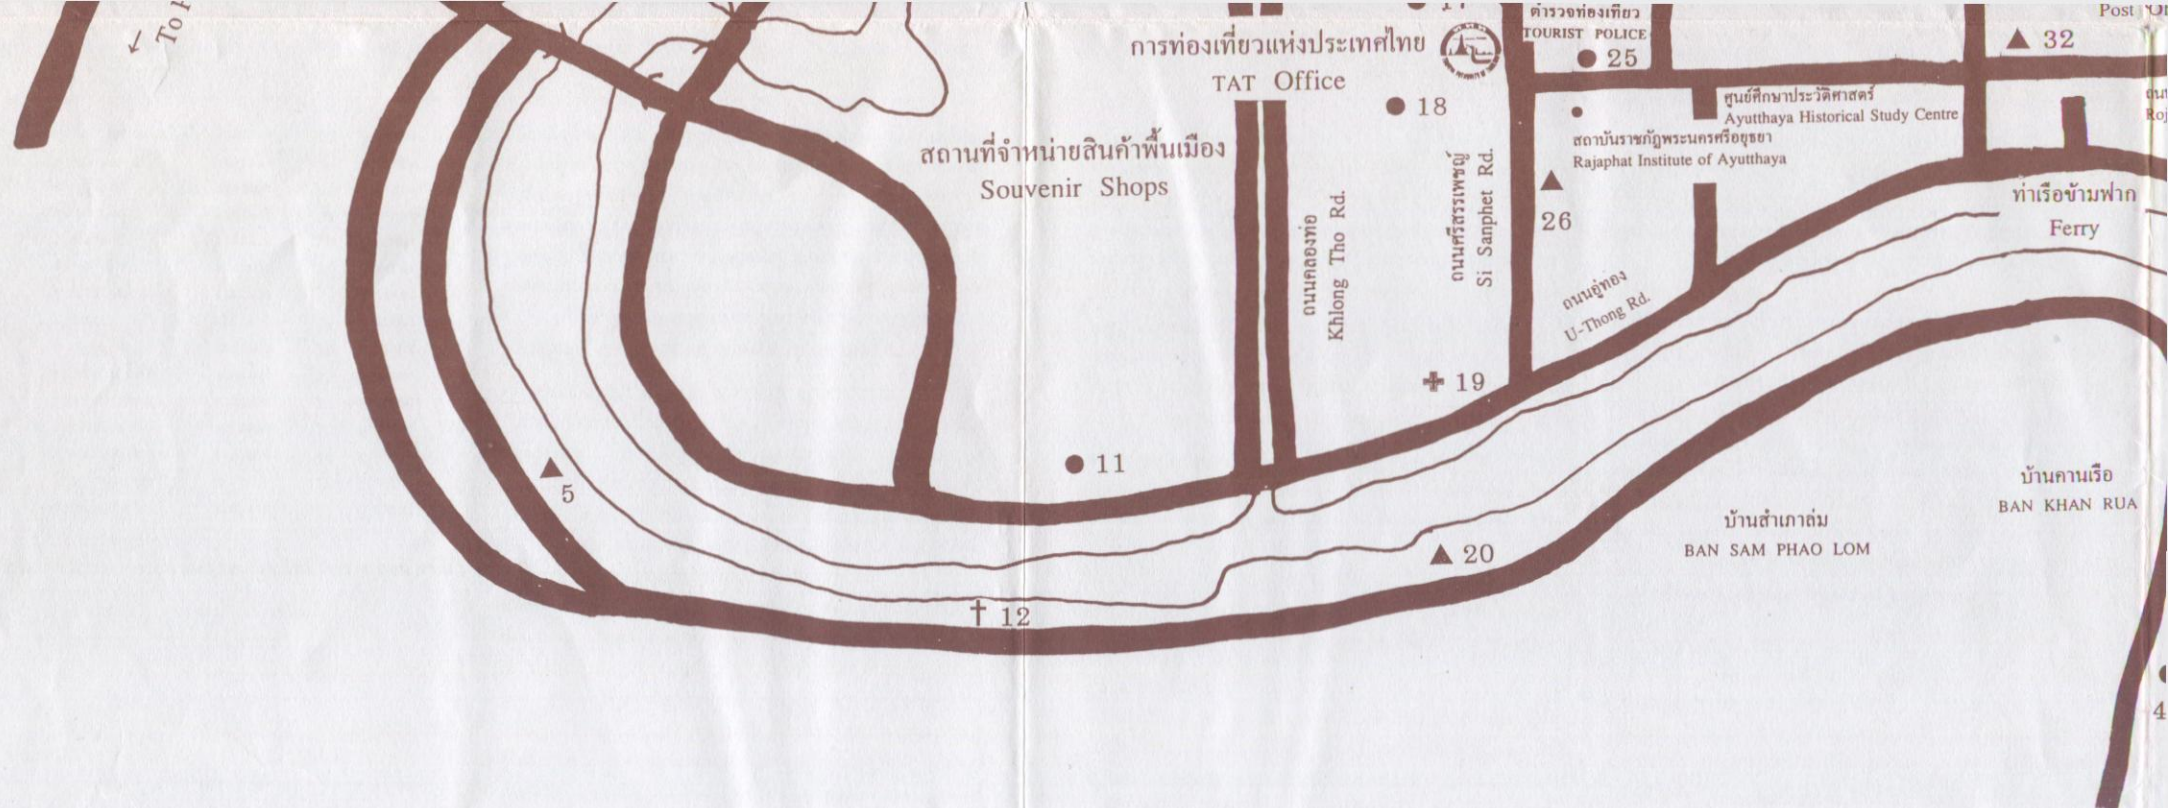 To
17
ตำรวจท่องเที่ยว
TOURIST POLICE
25
Post
32
การท่องเที่ยวแห่งประเทศไทย
TAT Office
18
ศูนย์ศึกษาประวัติศาสตร์
Ayutthaya Historical Study Centre
สถาบันราชภัฏพระนครศรีอยุธยา
Rajaphat Institute of Ayutthaya
สถานที่จำหน่ายสินค้าพื้นเมือง
Souvenir Shops
ถนนคลองท่อ
Khlong Tho Rd.
ถนนศรีสรรเพชญ์
Si Sanphet Rd.
26
ท่าเรือข้ามฟาก
Ferry
ถนนอู่ทอง
U-Thong Rd.
19
11
5
บ้านคานเรือ
BAN KHAN RUA
บ้านสำเภาล่ม
BAN SAM PHAO LOM
20
12
4